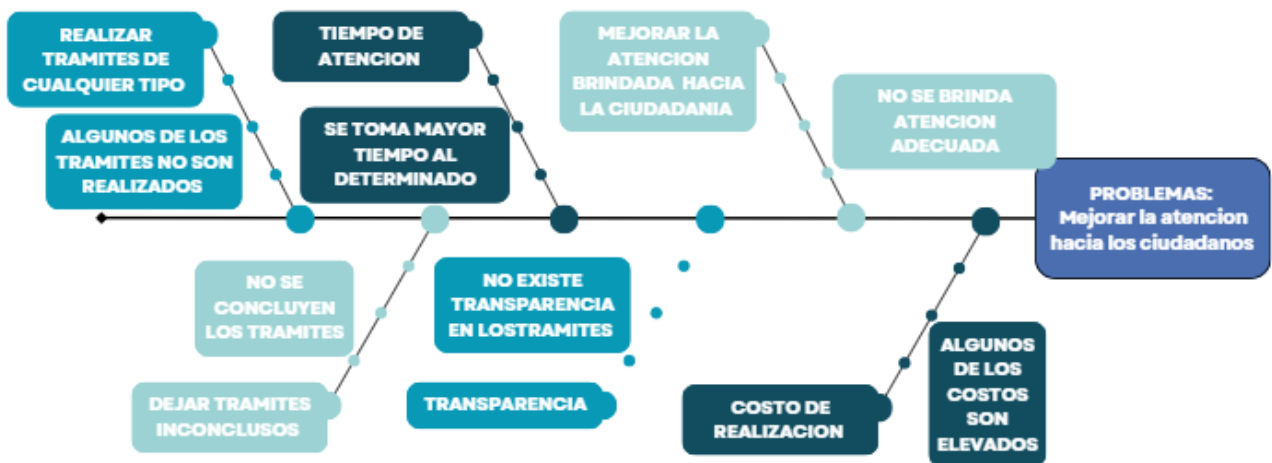 REALIZAR
TRAMITES DE
CUALQUIER TIPO
ALGUNOS DE LOS
TRAMITES NO SON
REALIZADOS
TIEMPO DE
ATENCION
SE TOMA MAYOR
TIEMPO AL
DETERMINADO
MEJORAR LA
ATENCION
BRINDADA HACIA
LA CIUDADANIA
NO SE BRINDA
ATENCION
ADECUADA
PROBLEMAS:
Mejorar la atencion
hacia los ciudadanos
NO SE
CONCLUYEN
LOS TRAMITES
DEJAR TRAMITES
INCONCLUSOS
NO EXISTE
TRANSPARENCIA
EN LOSTRAMITES
TRANSPARENCIA
COSTO DE
REALIZACION
ALGUNOS
DE LOS
COSTOS
SON
ELEVADOS